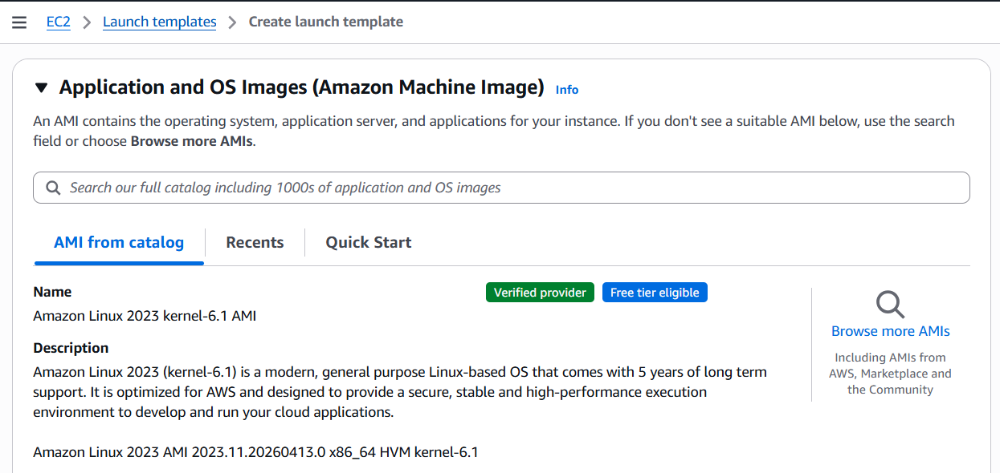 EC2 > Launch templates > Create launch template
Application and OS Images (Amazon Machine Image) Info
An AMI contains the operating system, application server, and applications for your instance. If you don't see a suitable AMI below, use the search
field or choose Browse more AMIs.
Search our full catalog including 1000s of application and OS images
AMI from catalog
Recents
Quick Start
Name
Verified provider
Free tier eligible
Amazon Linux 2023 kernel-6.1 AMI
Description
Amazon Linux 2023 (kernel-6.1) is a modern, general purpose Linux-based OS that comes with 5 years of long term
support. It is optimized for AWS and designed to provide a secure, stable and high-performance execution
environment to develop and run your cloud applications.
Amazon Linux 2023 AMI 2023.11.20260413.0 x86_64 HVM kernel-6.1
Browse more AMIs
Including AMIs from
AWS, Marketplace and
the Community